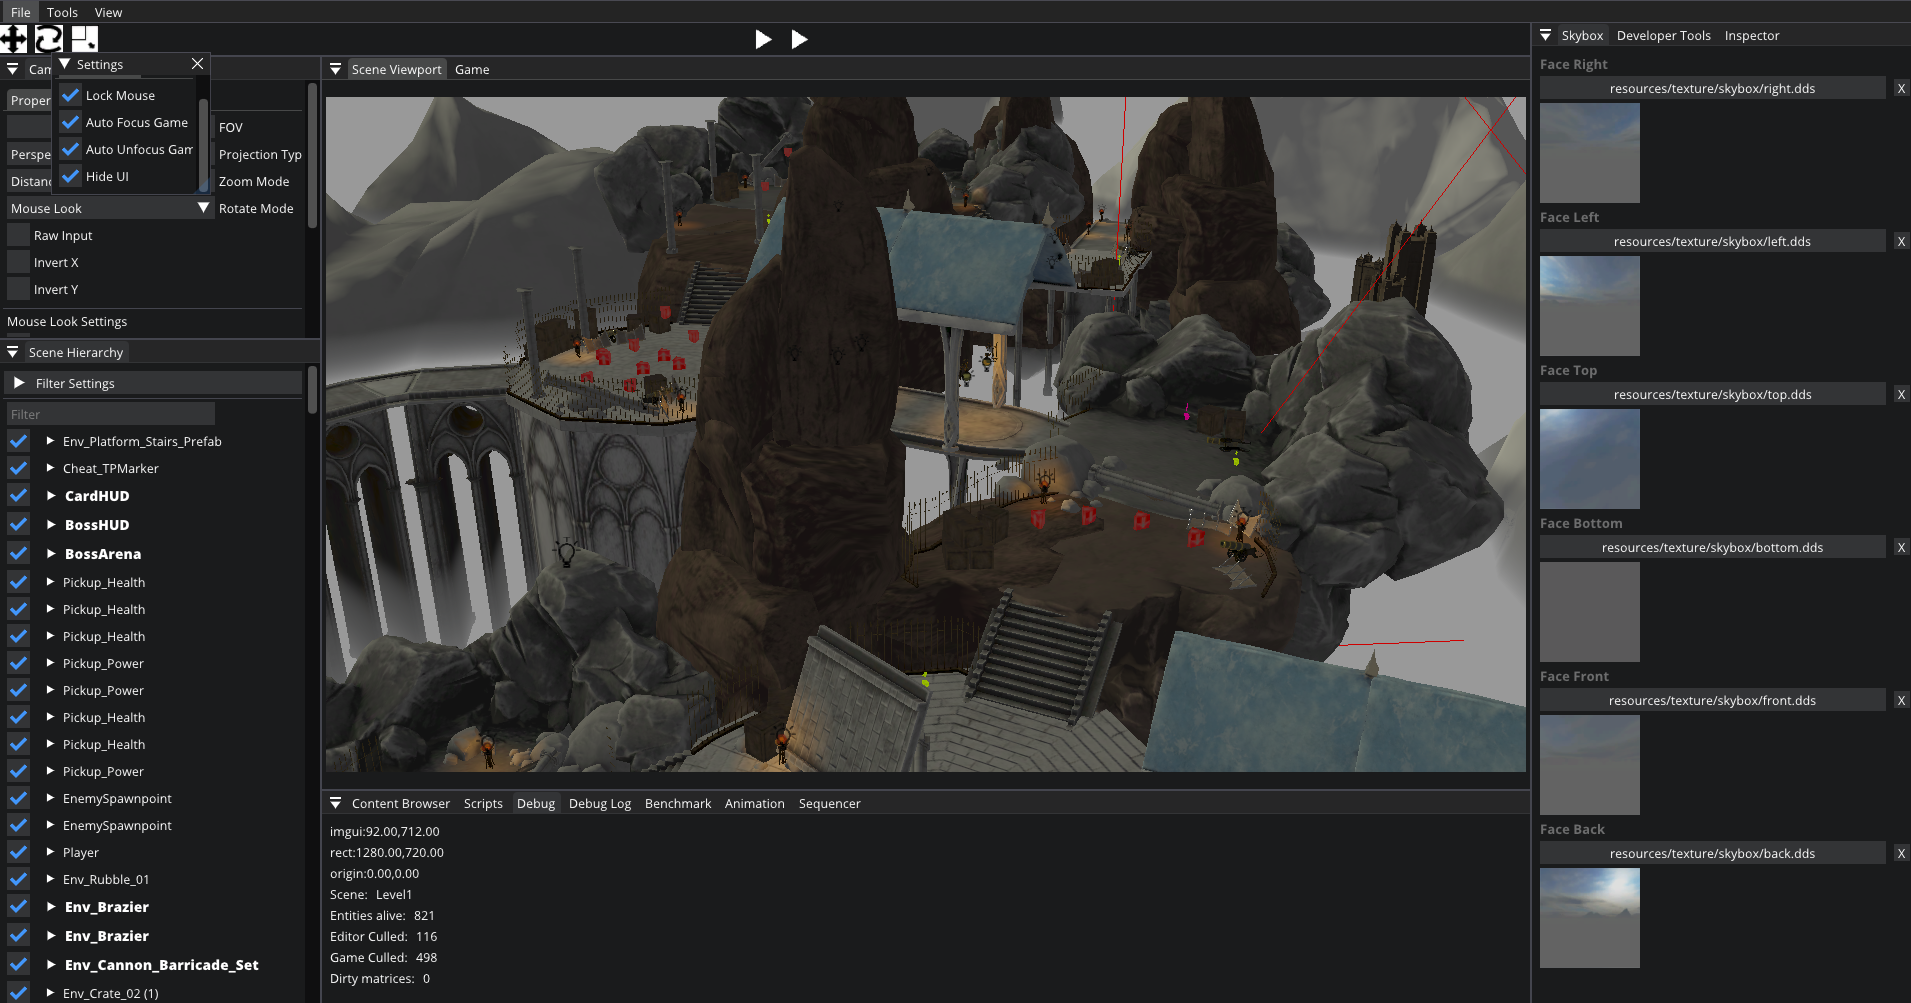 File Tools View
Settings
Lock Mouse
Auto Focus Game
Auto Unfocus Gam
Hide UI
Cam
Proper
FOV
Perspe
Projection Typ
Distanc
Zoom Mode
Mouse Look
Rotate Mode
Raw Input
Invert X
Invert Y
Mouse Look Settings
Scene Hierarchy
Filter Settings
Filter
Env_Platform_Stairs_Prefab
Cheat_TPMarker
CardHUD
BossHUD
BossArena
Pickup_Health
Pickup_Health
Pickup_Health
Pickup_Power
Pickup_Power
Pickup_Health
Pickup_Health
Pickup_Power
EnemySpawnpoint
EnemySpawnpoint
Player
Env_Rubble_01
Env_Brazier
Env_Brazier
Env_Cannon_Barricade_Set
Env_Crate_02 (1)
Scene Viewport Game
Content Browser Scripts Debug Debug Log Benchmark Animation Sequencer
imgui:92.00,712.00
rect:1280.00,720.00
origin:0.00,0.00
Scene: Level1
Entities alive: 821
Editor Culled: 116
Game Culled: 498
Dirty matrices: 0
Skybox Developer Tools Inspector
Face Right
resources/texture/skybox/right.dds X
Face Left
resources/texture/skybox/left.dds X
Face Top
resources/texture/skybox/top.dds X
Face Bottom
resources/texture/skybox/bottom.dds X
Face Front
resources/texture/skybox/front.dds X
Face Back
resources/texture/skybox/back.dds X